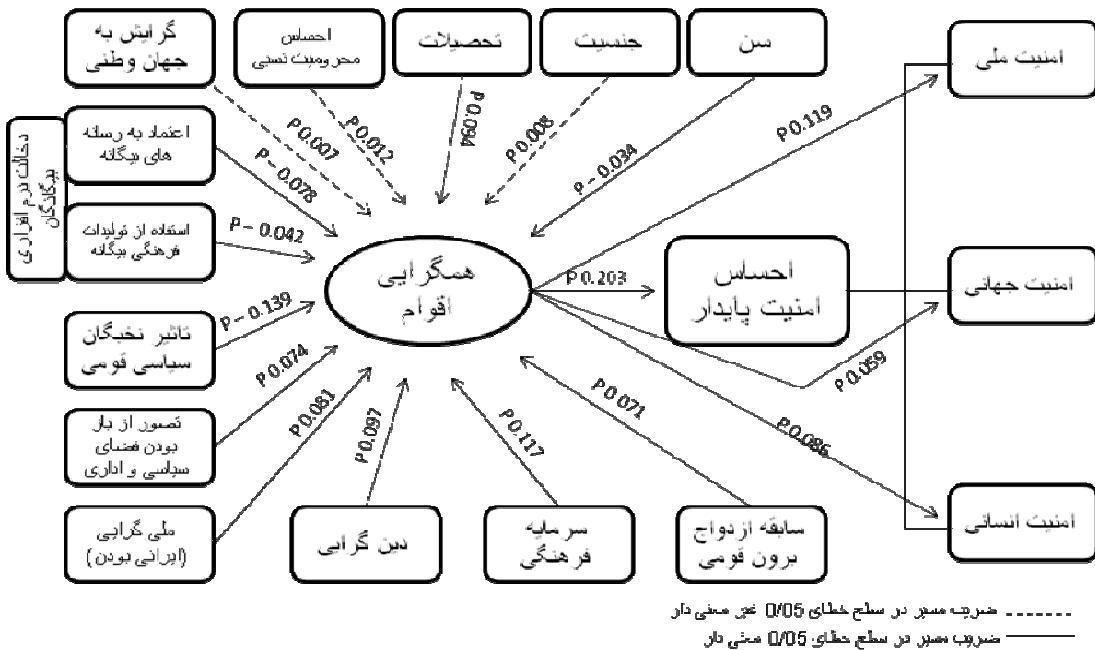 گرایش به
جهان وطنی
احساس
محرومیت نسبی
تحصیلات
جنسیت
سن
امنیت ملی
P 0.007
P 0.012
P 0.094
P 0.008
P – 0.034
P 0.119
دخالت نرم افزاری
بیگانگان
اعتماد به رسانه
های بیگانه
P – 0.078
استفاده از تولیدات
فرهنگی بیگانه
P – 0.042
همگرایی
اقوام
P 0.203
احساس
امنیت پایدار
امنیت جهانی
P 0.059
تاثیر نخبگان
سیاسی قومی
P – 0.139
تصور از باز
بودن فضای
سیاسی و اداری
P 0.074
P 0.081
P 0.097
P 0.117
P 0.071
P 0.086
ملی گرایی
(ایرانی بودن)
دین گرایی
سرمایه
فرهنگی
سابقه ازدواج
برون قومی
امنیت انسانی
ضریب مسیر در سطح خطای 0/05 غیر معنی دار
ضریب مسیر در سطح خطای 0/05 معنی دار